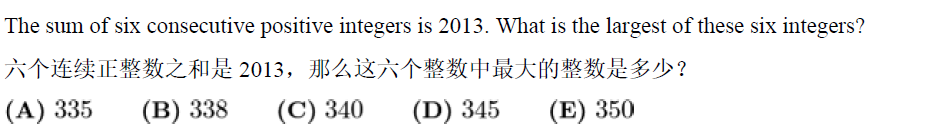 The sum of six consecutive positive integers is 2013. What is the largest of these six integers?
六个连续正整数之和是 2013，那么这六个整数中最大的整数是多少？
(A) 335 (B) 338 (C) 340 (D) 345 (E) 350